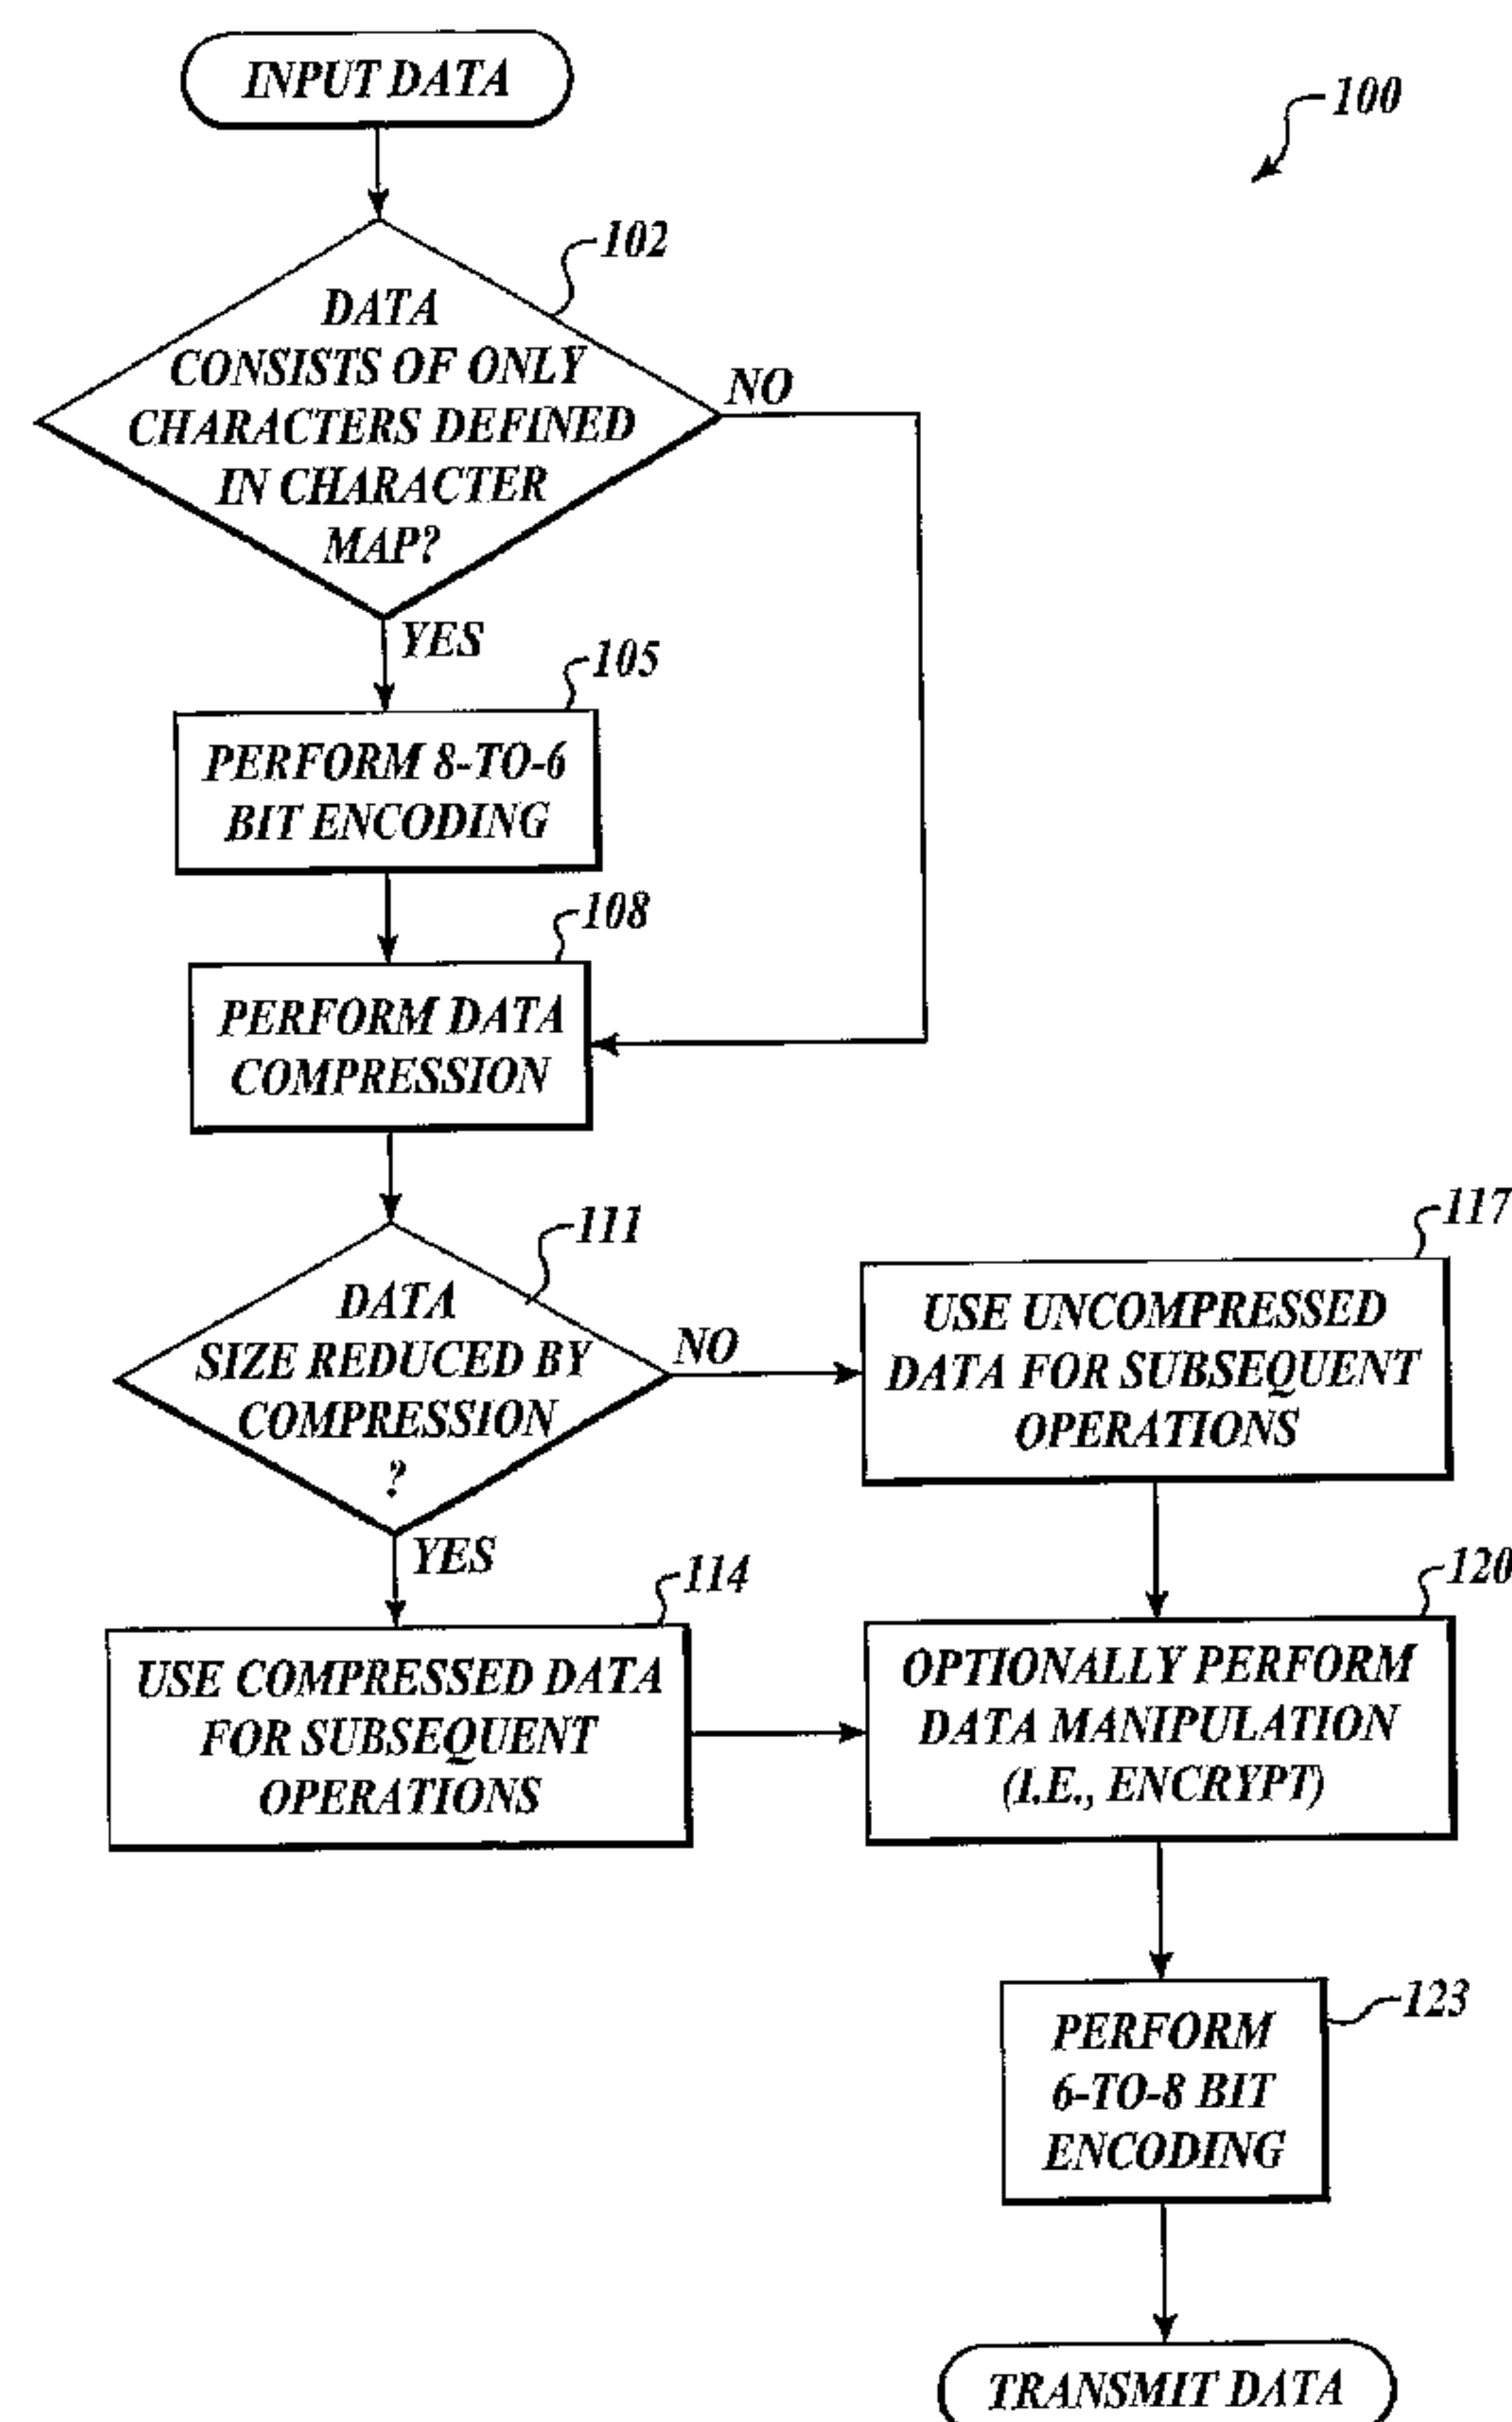 INPUT DATA
100
102
DATA
CONSISTS OF ONLY
CHARACTERS DEFINED
IN CHARACTER
MAP?
NO
YES
105
PERFORM 8-TO-6
BIT ENCODING
108
PERFORM DATA
COMPRESSION
111
DATA
SIZE REDUCED BY
COMPRESSION
?
NO
YES
117
USE UNCOMPRESSED
DATA FOR SUBSEQUENT
OPERATIONS
114
USE COMPRESSED DATA
FOR SUBSEQUENT
OPERATIONS
120
OPTIONALLY PERFORM
DATA MANIPULATION
(I.E., ENCRYPT)
123
PERFORM
6-TO-8 BIT
ENCODING
TRANSMIT DATA